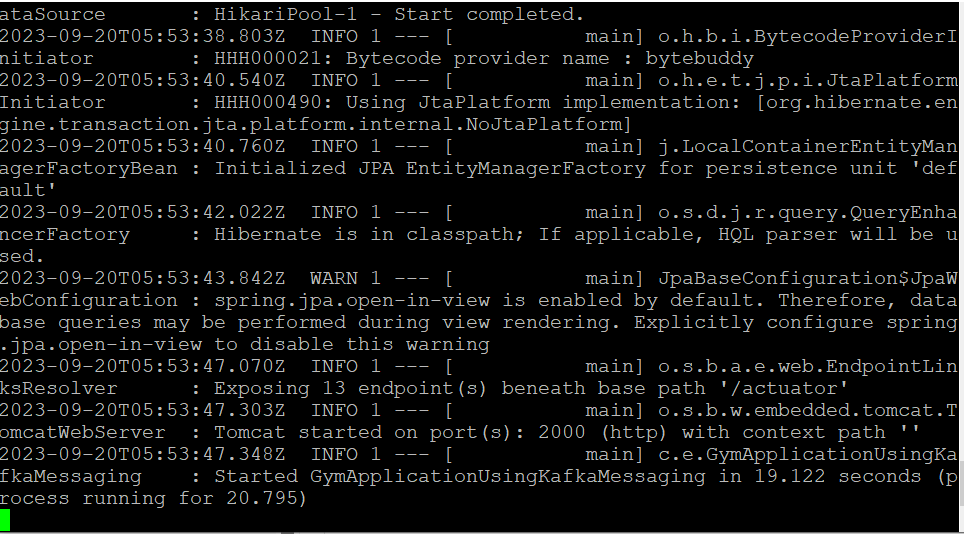 ataSource       : HikariPool-1 - Start completed.
2023-09-20T05:53:38.803Z  INFO 1 --- [           main] o.h.b.i.BytecodeProviderI
nitiator        : HHH000021: Bytecode provider name : bytebuddy
2023-09-20T05:53:40.540Z  INFO 1 --- [           main] o.h.e.t.j.p.i.JtaPlatform
Initiator       : HHH000490: Using JtaPlatform implementation: [org.hibernate.en
gine.transaction.jta.platform.internal.NoJtaPlatform]
2023-09-20T05:53:40.760Z  INFO 1 --- [           main] j.LocalContainerEntityMan
agerFactoryBean : Initialized JPA EntityManagerFactory for persistence unit 'def
ault'
2023-09-20T05:53:42.022Z  INFO 1 --- [           main] o.s.d.j.r.query.QueryEnha
ncerFactory     : Hibernate is in classpath; If applicable, HQL parser will be u
sed.
2023-09-20T05:53:43.842Z  WARN 1 --- [           main] JpaBaseConfiguration$JpaW
ebConfiguration : spring.jpa.open-in-view is enabled by default. Therefore, data
base queries may be performed during view rendering. Explicitly configure spring
.jpa.open-in-view to disable this warning
2023-09-20T05:53:47.070Z  INFO 1 --- [           main] o.s.b.a.e.web.EndpointLin
ksResolver      : Exposing 13 endpoint(s) beneath base path '/actuator'
2023-09-20T05:53:47.303Z  INFO 1 --- [           main] o.s.b.w.embedded.tomcat.T
omcatWebServer  : Tomcat started on port(s): 2000 (http) with context path ''
2023-09-20T05:53:47.348Z  INFO 1 --- [           main] c.e.GymApplicationUsingKa
fkaMessaging    : Started GymApplicationUsingKafkaMessaging in 19.122 seconds (p
rocess running for 20.795)